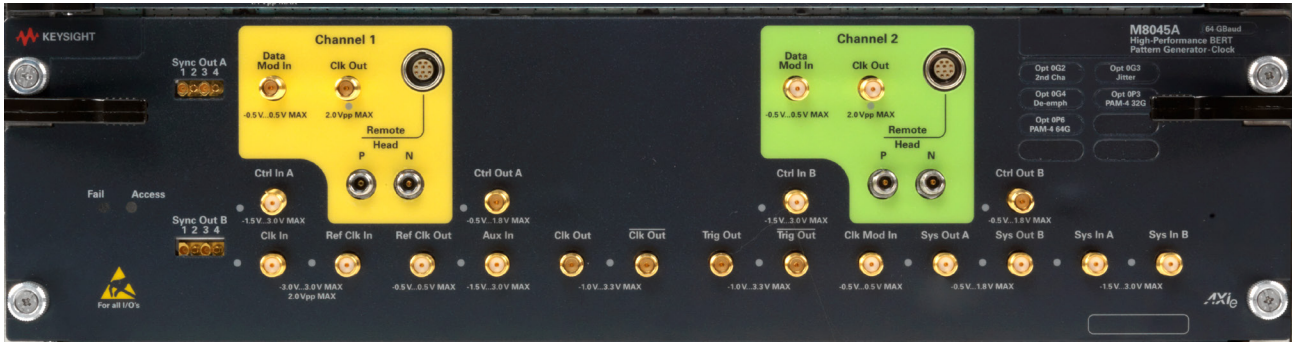 KEYSIGHT
M8045A 64 GBaud
High-Performance BERT
Pattern Generator-Clock
Opt 0G2
2nd Cha
Opt 0G3
Jitter
Opt 0G4
De-emph
Opt 0P3
PAM-4 32G
Opt 0P6
PAM-4 64G
Sync Out A
1 2 3 4
Channel 1
Data
Mod In
Clk Out
-0.5 V...0.5 V MAX
2.0 Vpp MAX
Remote
Head
P N
Channel 2
Data
Mod In
Clk Out
-0.5 V...0.5 V MAX
2.0 Vpp MAX
Remote
Head
P N
Fail Access
Ctrl In A
-1.5 V...3.0 V MAX
Ctrl Out A
-0.5 V...1.8 V MAX
Ctrl In B
-1.5 V...3.0 V MAX
Ctrl Out B
-0.5 V...1.8 V MAX
Sync Out B
1 2 3 4
Clk In
Ref Clk In
-3.0 V...3.0 V MAX
2.0 Vpp MAX
Ref Clk Out
-0.5 V...0.5 V MAX
Aux In
-1.5 V...3.0 V MAX
Clk Out
Clk Out
-1.0 V...3.3 V MAX
Trig Out
Trig Out
-1.0 V...3.3 V MAX
Clk Mod In
-0.5 V...0.5 V MAX
Sys Out A
Sys Out B
-0.5 V...1.8 V MAX
Sys In A
Sys In B
-1.5 V...3.0 V MAX
For all I/O's
AXIe